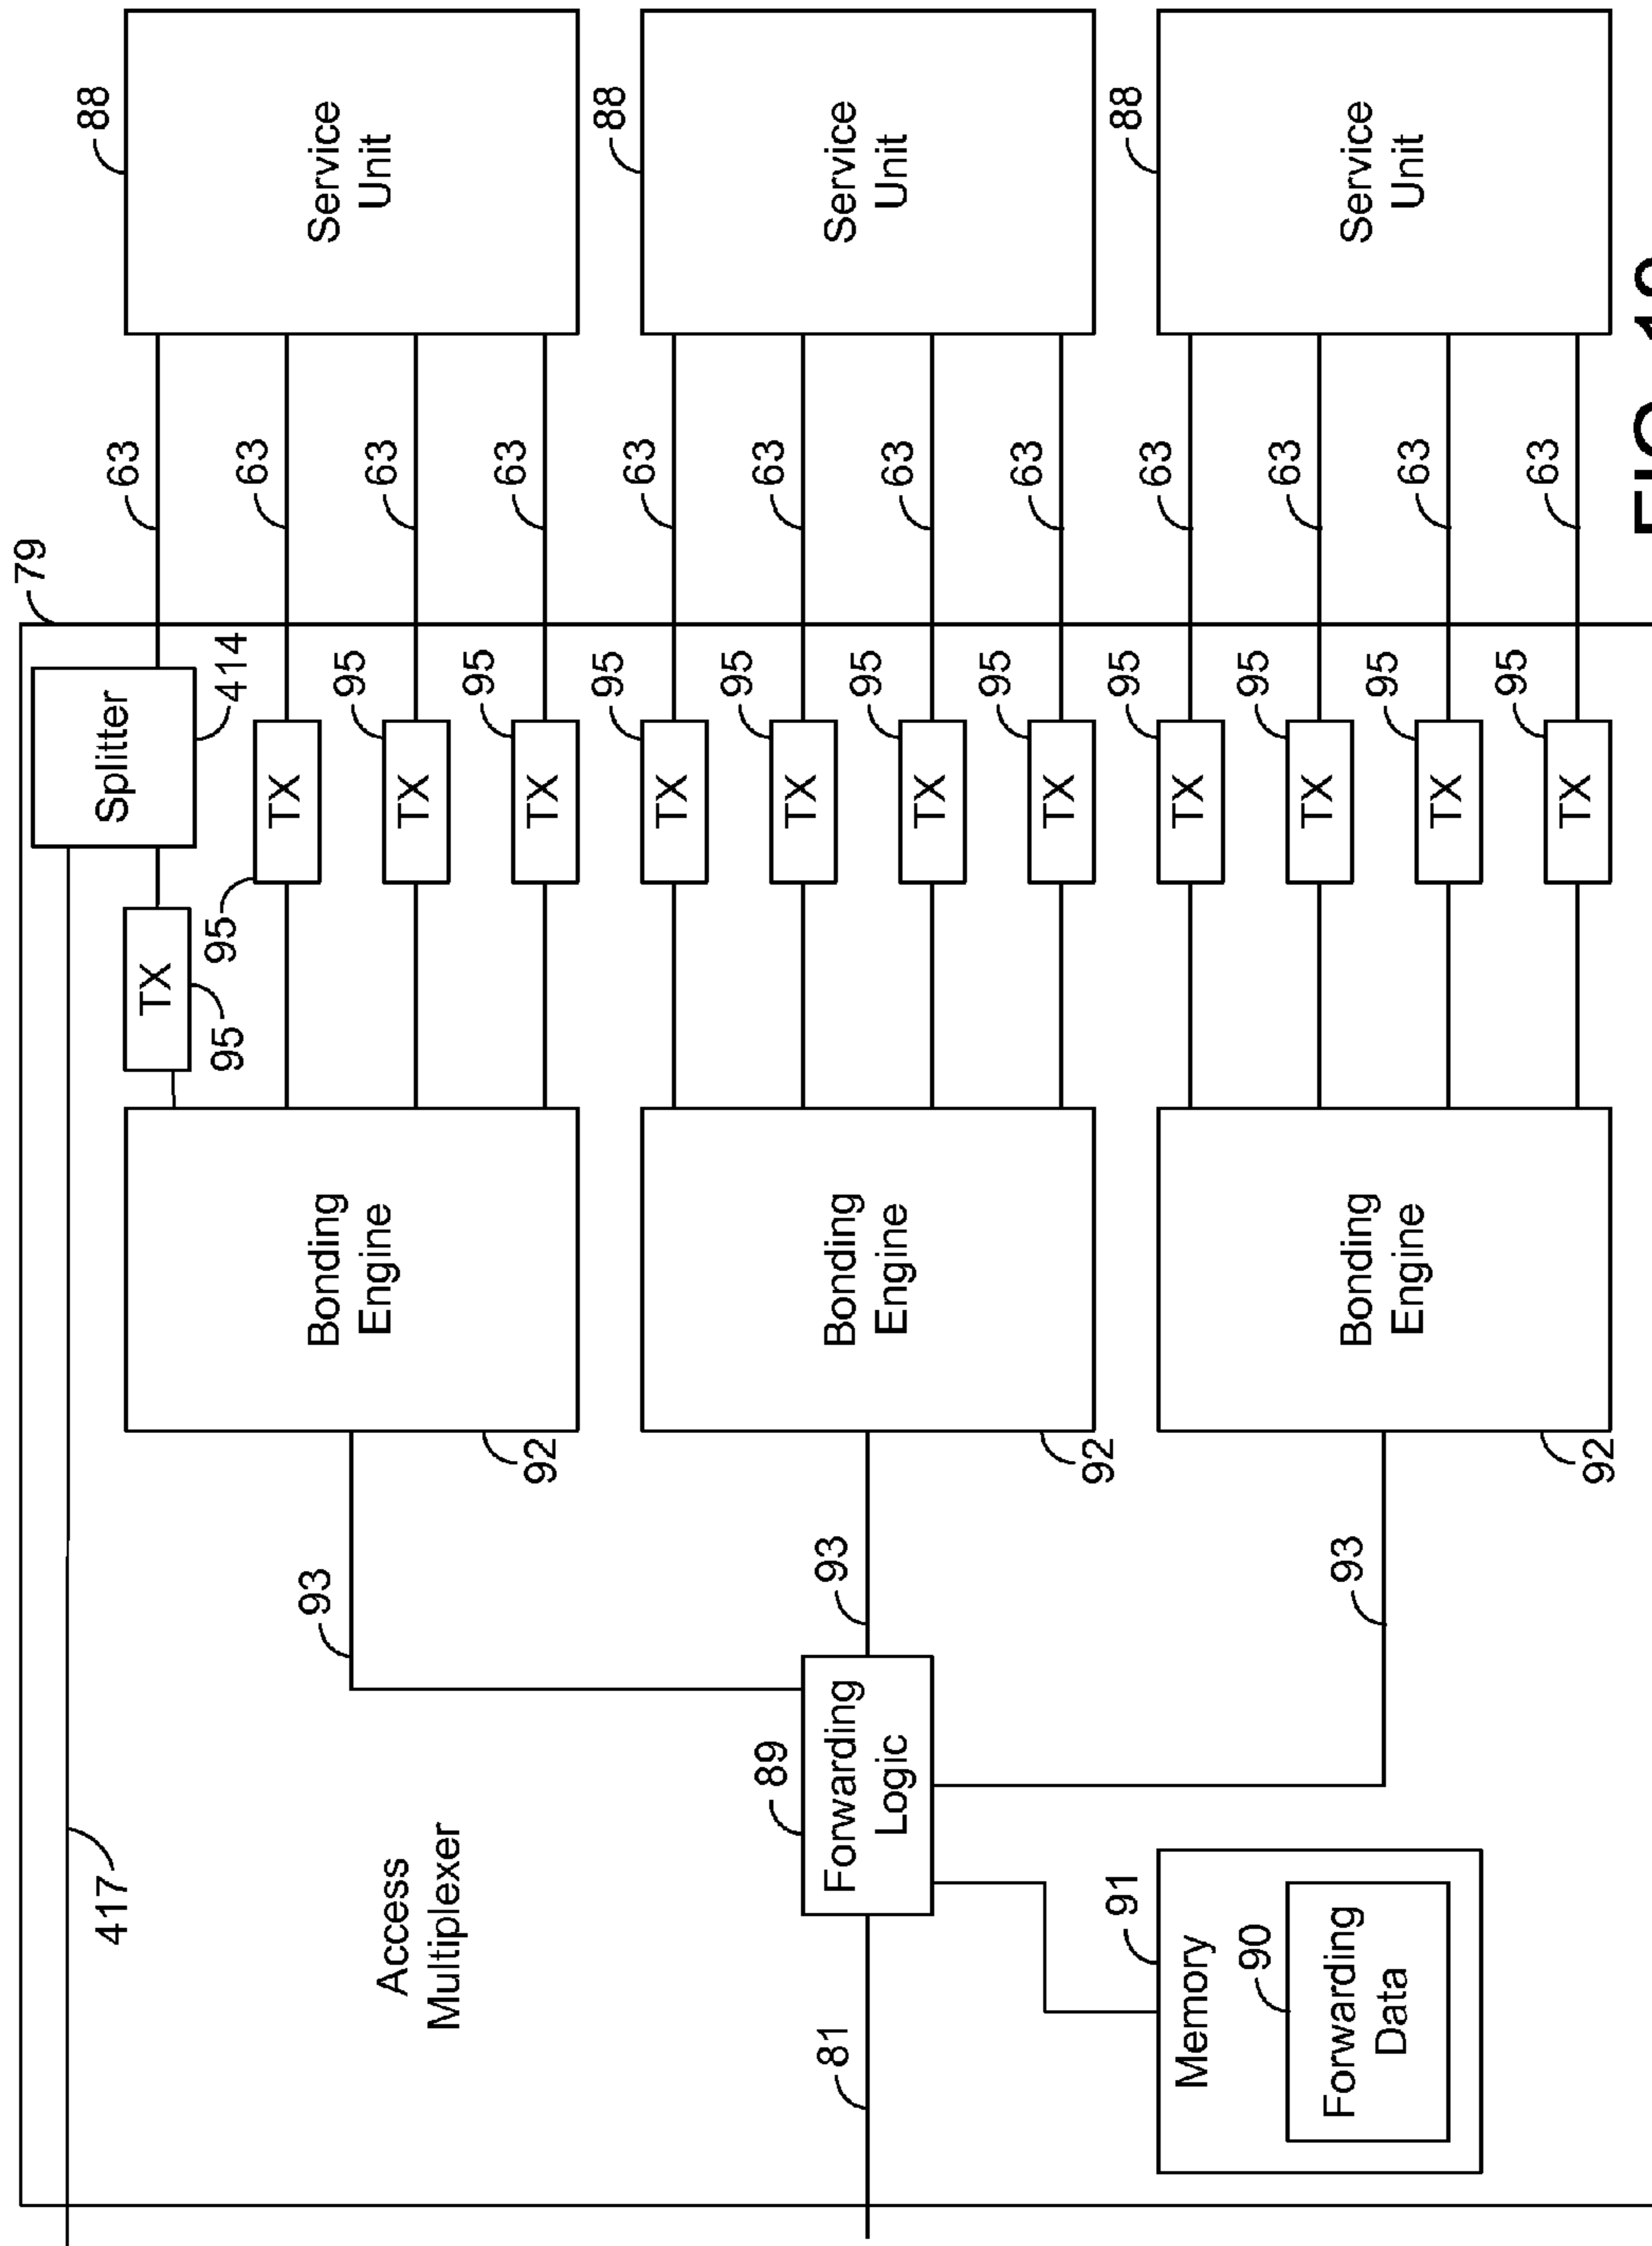 79
417
Splitter
88
63
TX
95
95
414
63
TX
93
Bonding
Engine
Service
Unit
95
63
Access
Multiplexer
TX
95
63
92
TX
95
88
63
TX
95
63
89
TX
81
93
Forwarding
Logic
Bonding
Engine
Service
Unit
95
63
TX
95
63
TX
92
91
95
88
63
Memory
TX
90
95
63
TX
Forwarding
Data
93
Bonding
Engine
Service
Unit
95
63
TX
95
63
TX
92